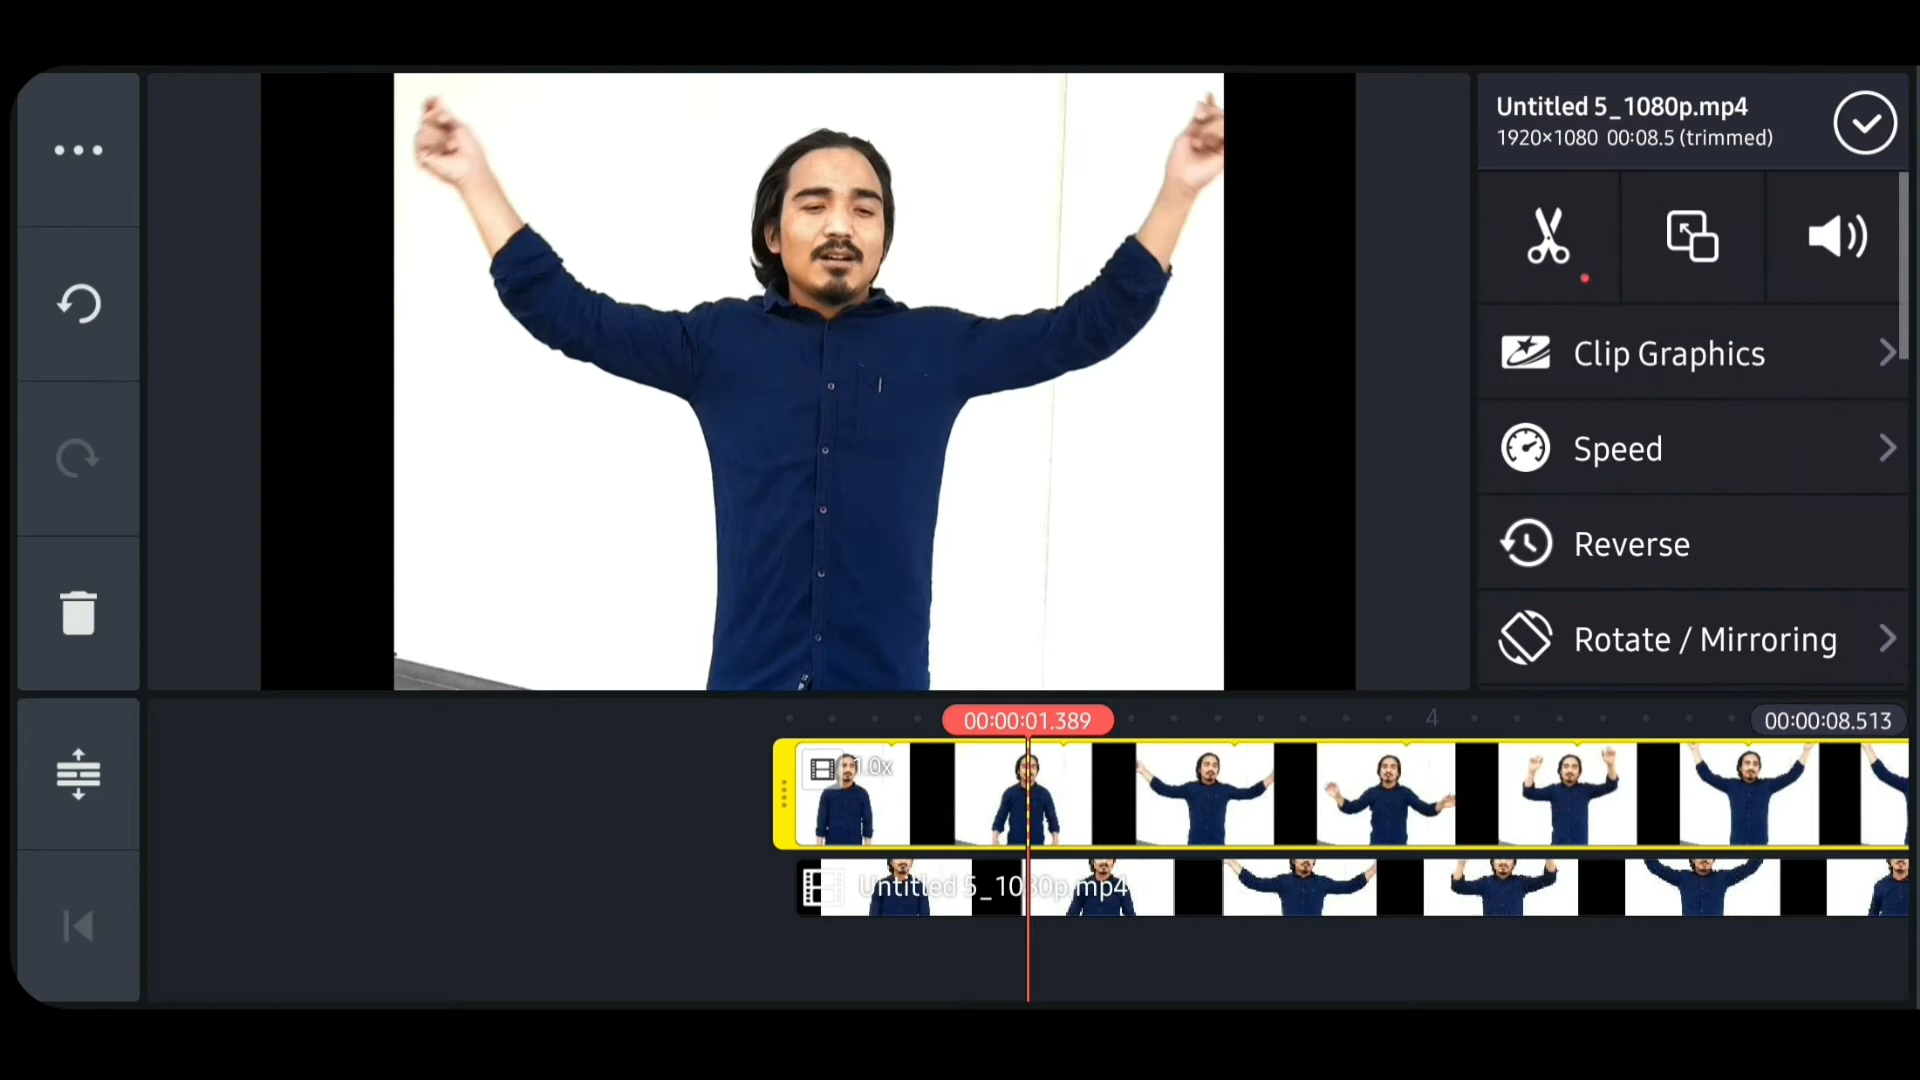 Untitled 5_1080p.mp4
1920×1080 00:08.5 (trimmed)
Clip Graphics
Speed
Reverse
Rotate / Mirroring
00:00:01.389
4
00:00:08.513
1.0x
Untitled 5_1080p.mp4